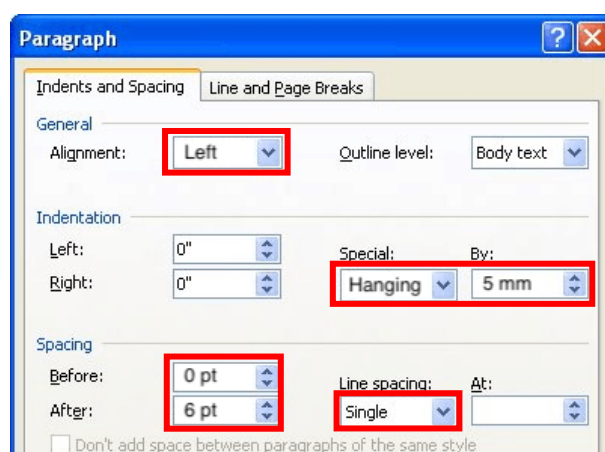 Paragraph
Indents and Spacing Line and Page Breaks
General
Alignment: Left Outline level: Body text
Indentation
Left: 0" Special: By:
Right: 0" Hanging 5 mm
Spacing
Before: 0 pt Line spacing: At:
After: 6 pt Single
Don't add space between paragraphs of the same style